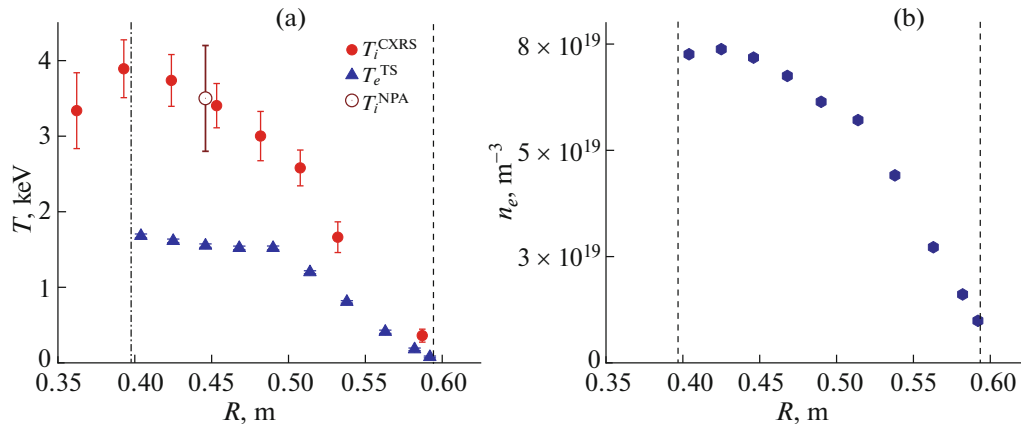 (a)
4
3
2
1
0
T, keV
T_i^CXRS
T_e^TS
T_i^NPA
0.35 0.40 0.45 0.50 0.55 0.60
R, m
(b)
8 × 10^19
5 × 10^19
3 × 10^19
0
n_e, m^−3
0.35 0.40 0.45 0.50 0.55 0.60
R, m